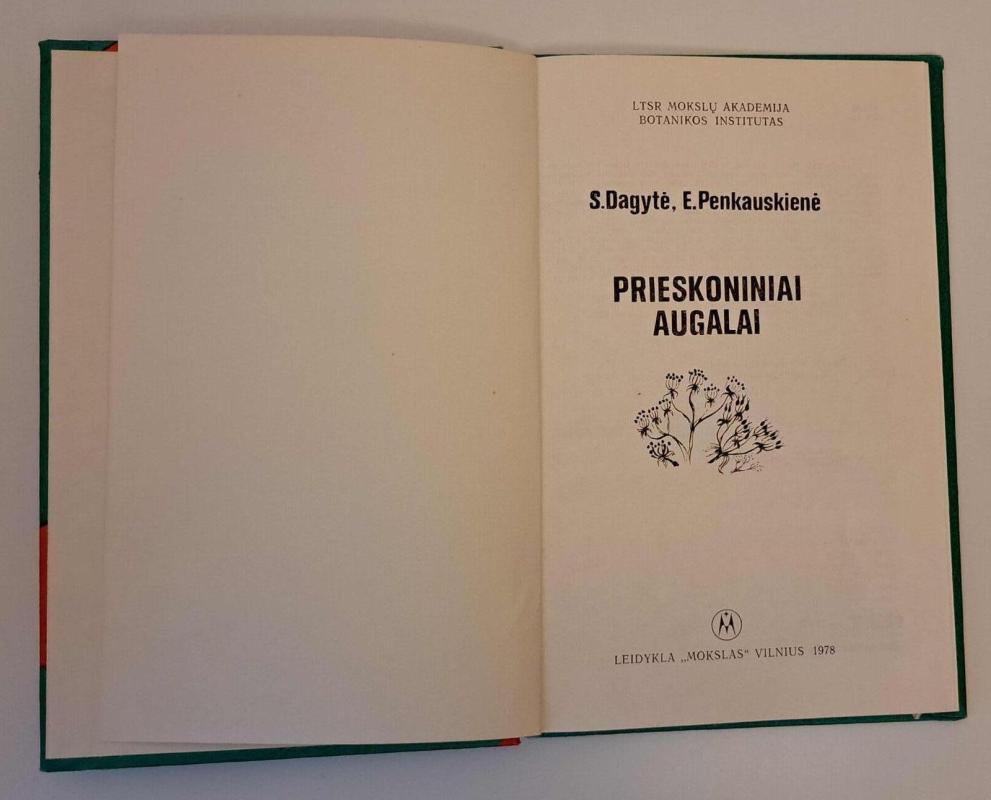 LTSR MOKSLŲ AKADEMIJA
BOTANIKOS INSTITUTAS
S.Dagytė, E.Penkauskienė
PRIESKONINIAI
AUGALAI
LEIDYKLA „MOKSLAS“ VILNIUS 1978